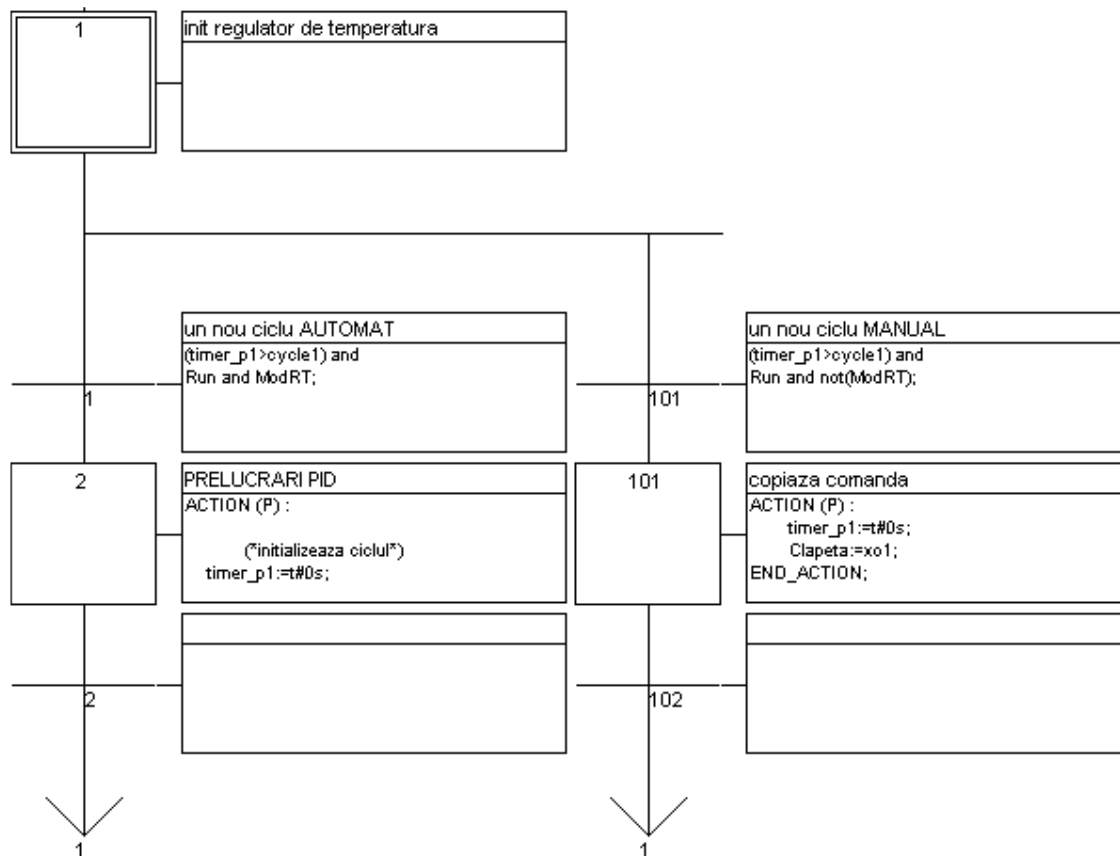 1
init regulator de temperatura
un nou ciclu AUTOMAT
(timer_p1>cycle1) and
Run and ModRT;
1
un nou ciclu MANUAL
(timer_p1>cycle1) and
Run and not(ModRT);
101
2
PRELUCRARI PID
ACTION (P) :
(*initializeaza ciclul*)
timer_p1:=t#0s;
101
copiaza comanda
ACTION (P) :
timer_p1:=t#0s;
Clapeta:=xo1;
END_ACTION;
2
102
1
1